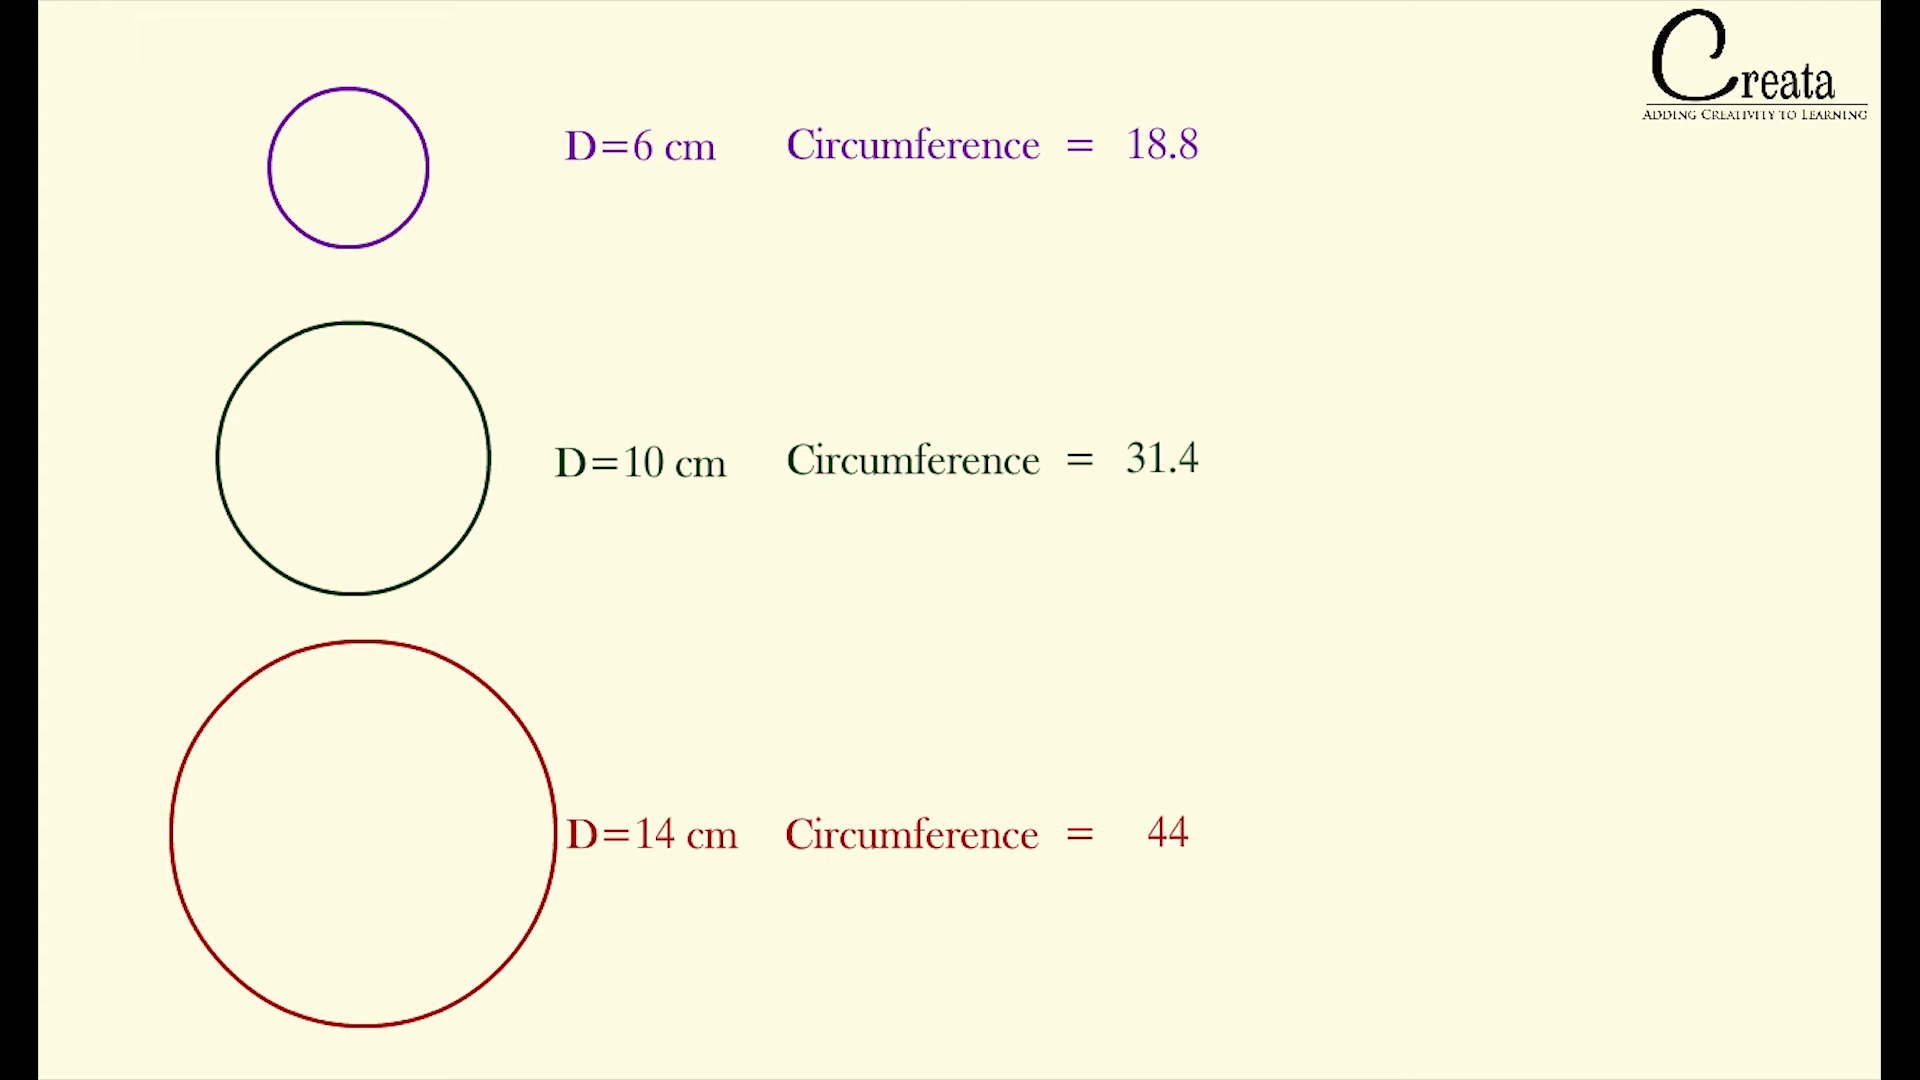 Creata
ADDING CREATIVITY TO LEARNING
D=6 cm Circumference = 18.8
D=10 cm Circumference = 31.4
D=14 cm Circumference = 44